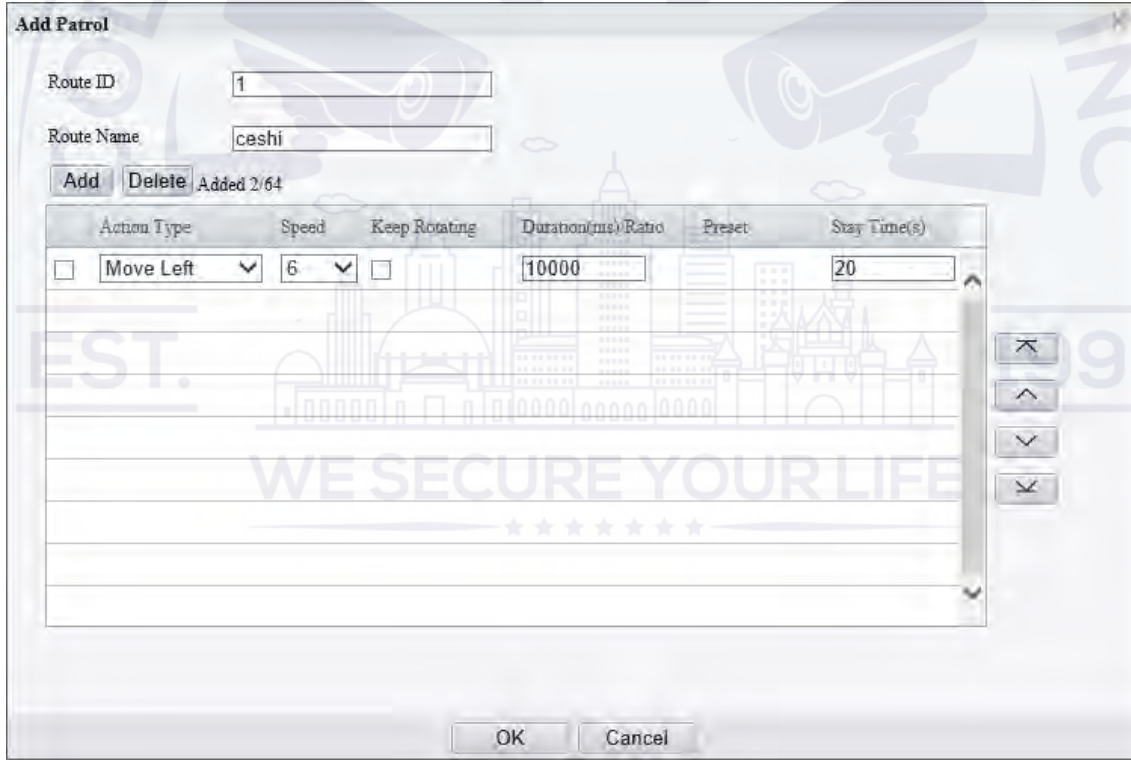 Add Patrol
Route ID 1
Route Name ceshi
Add Delete Added 2/64
Action Type Speed Keep Rotating Duration(ms)/Ratio Preset Stay Time(s)
Move Left 6 10000 20
EST.
WE SECURE YOUR LIFE
OK Cancel
INC